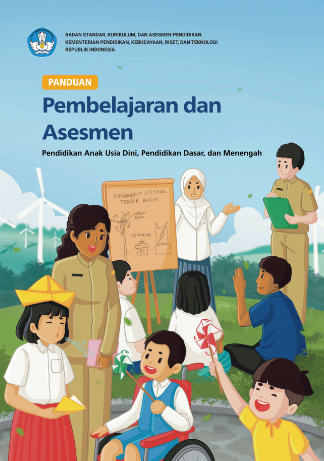 BADAN STANDAR, KURIKULUM, DAN ASESMEN PENDIDIKAN
KEMENTERIAN PENDIDIKAN, KEBUDAYAAN, RISET, DAN TEKNOLOGI
REPUBLIK INDONESIA
PANDUAN
Pembelajaran dan
Asesmen
Pendidikan Anak Usia Dini, Pendidikan Dasar, dan Menengah